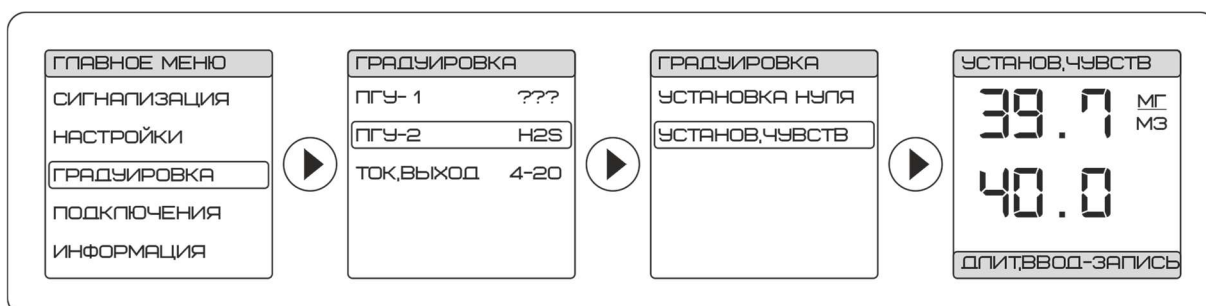 ГЛАВНОЕ МЕНЮ
СИГНАЛИЗАЦИЯ
НАСТРОЙКИ
ГРАДУИРОВКА
ПОДКЛЮЧЕНИЯ
ИНФОРМАЦИЯ
ГРАДУИРОВКА
ПГУ- 1 ???
ПГУ-2 H2S
ТОК,ВЫХОД 4-20
ГРАДУИРОВКА
УСТАНОВКА НУЛЯ
УСТАНОВ,ЧУВСТВ
УСТАНОВ,ЧУВСТВ
39.7 МГ
М3
40.0
ДЛИТ,ВВОД-ЗАПИСЬ